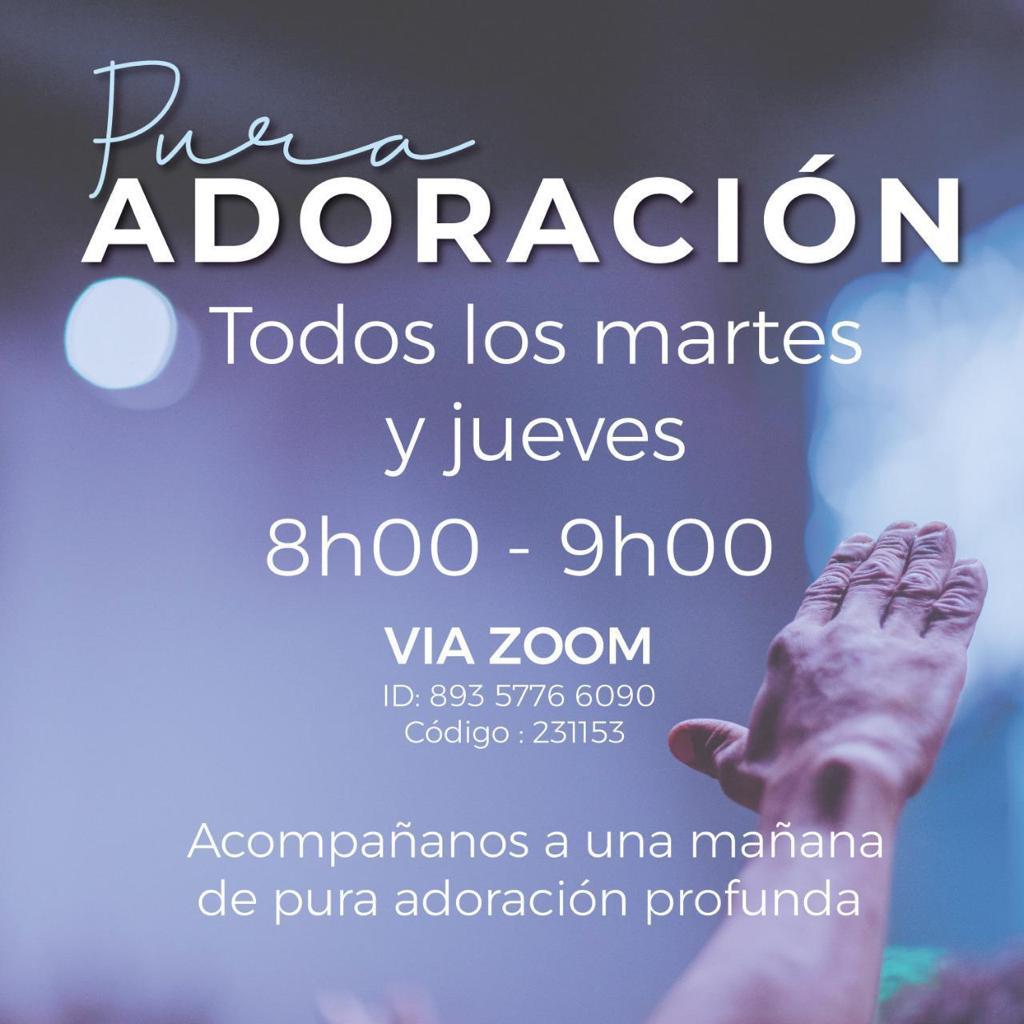 Pura
ADORACIÓN
Todos los martes
y jueves
8h00 - 9h00
VIA ZOOM
ID: 893 5776 6090
Código : 231153
Acompañanos a una mañana
de pura adoración profunda